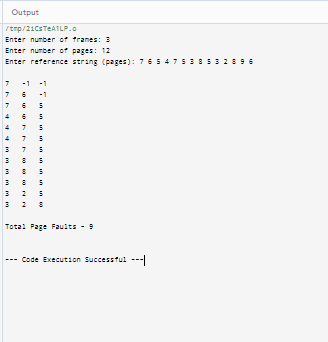 Output
/tmp/2iCsTeA1LP.o
Enter number of frames: 3
Enter number of pages: 12
Enter reference string (pages): 7 6 5 4 7 5 3 8 5 3 2 8 9 6
7 -1 -1
7 6 -1
7 6 5
4 6 5
4 7 5
4 7 5
3 7 5
3 8 5
3 8 5
3 8 5
3 2 5
3 2 8
Total Page Faults - 9
--- Code Execution Successful ---